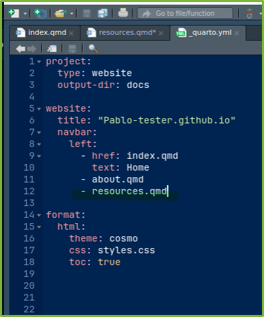 Go to file/function
index.qmd
resources.qmd*
_quarto.yml
1 project:
2   type: website
3   output-dir: docs
4
5 website:
6   title: "Pablo-tester.github.io"
7   navbar:
8     left:
9       - href: index.qmd
10         text: Home
11       - about.qmd
12       - resources.qmd
13
14 format:
15   html:
16     theme: cosmo
17     css: styles.css
18     toc: true
19
20
21
22